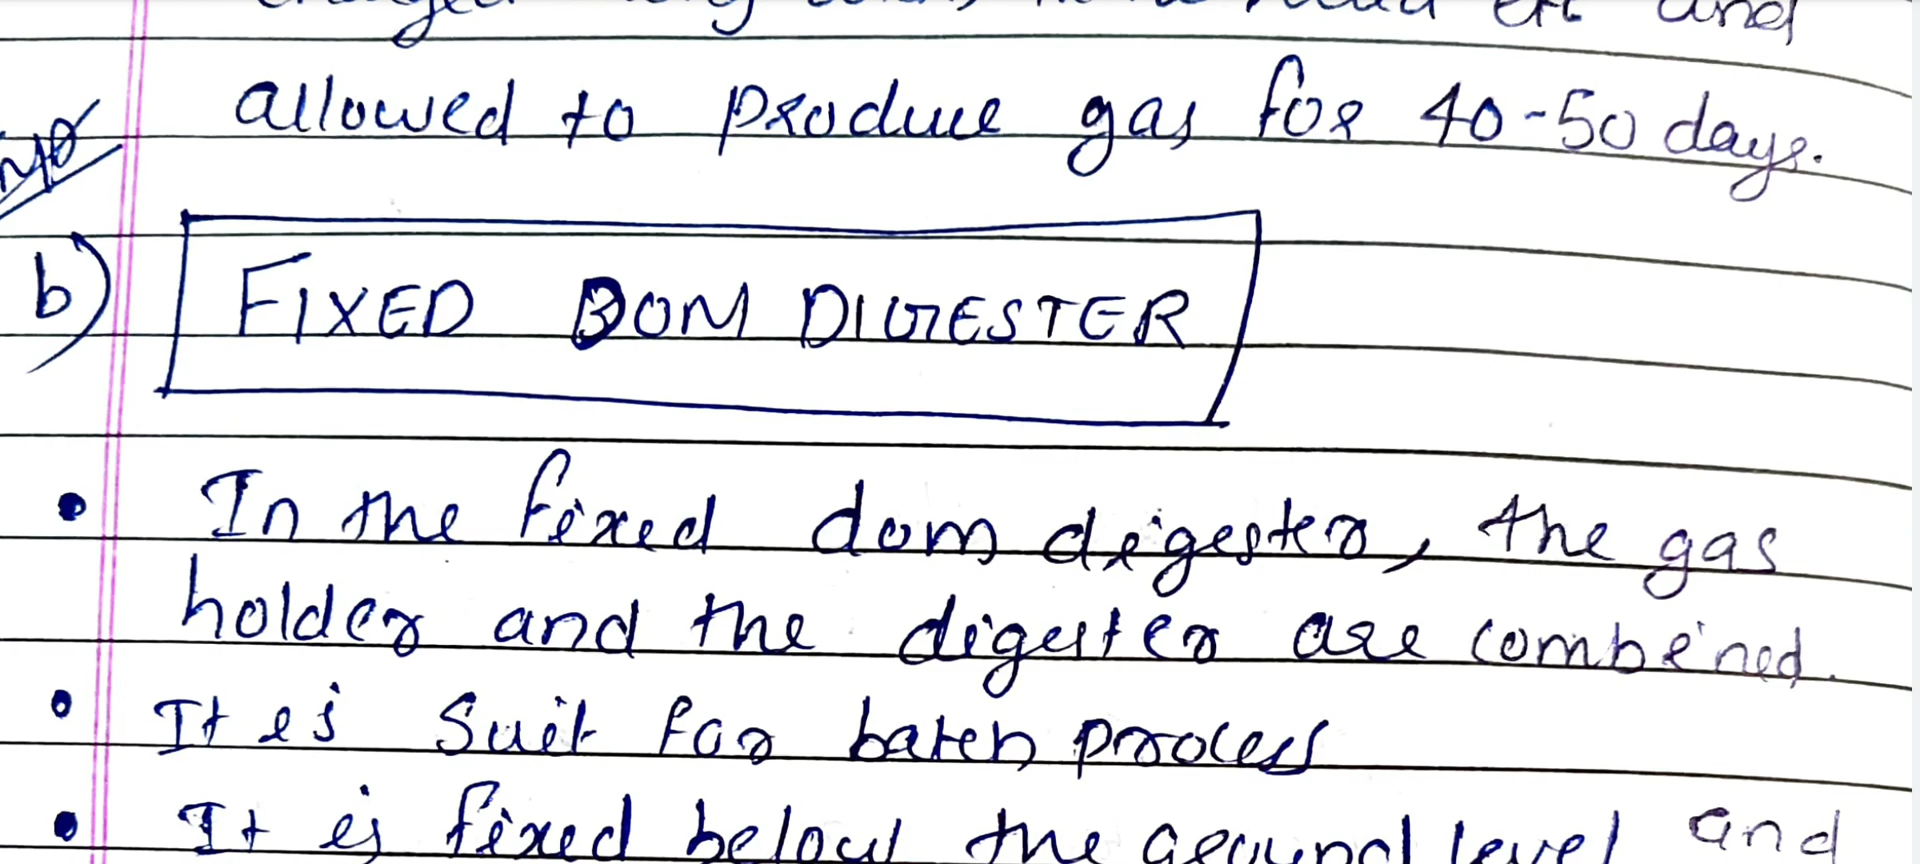 and
allowed to produce gas for 40-50 days.
b) FIXED DOM DIGESTER
• In the fixed dom digester, the gas
holder and the digester are combined.
• It is Suit for batch process
• It is fixed below the ground level and